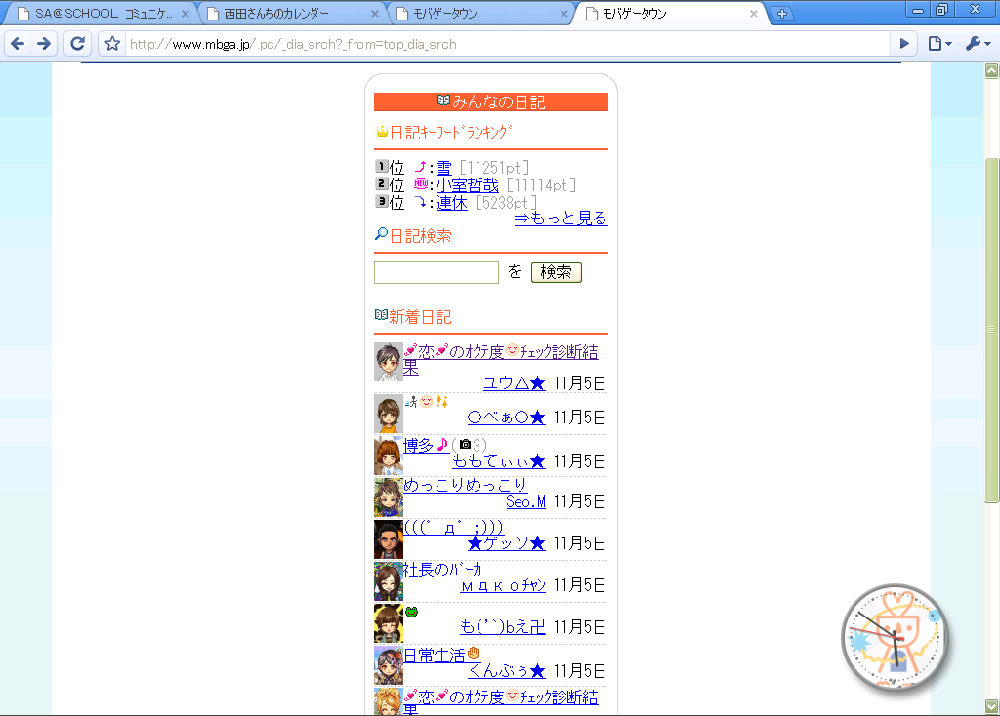 SA@SCHOOL コミュニケ...
西田さんちのカレンダー
モバゲータウン
モバゲータウン
http://www.mbga.jp/.pc/_dia_srch?_from=top_dia_srch
みんなの日記
日記ｷｰﾜｰﾄﾞﾗﾝｷﾝｸﾞ
1位 :雪 [11251pt]
2位 NEW:小室哲哉 [11114pt]
3位 :連休 [5238pt]
⇒もっと見る
日記検索
を 検索
新着日記
恋のｵｸﾃ度ﾁｪｯｸ診断結
果
ユウ△★ 11月5日
○べぁ○★ 11月5日
博多♪(3)
ももてぃぃ★ 11月5日
めっこりめっこり
Seo.M 11月5日
(((゜д゜;)))
★ゲッソ★ 11月5日
社長のﾊﾞｰｶ
мдкоﾁｬﾝ 11月5日
も(´`)bえ卍 11月5日
日常生活
くんぷぅ★ 11月5日
恋のｵｸﾃ度ﾁｪｯｸ診断結
果